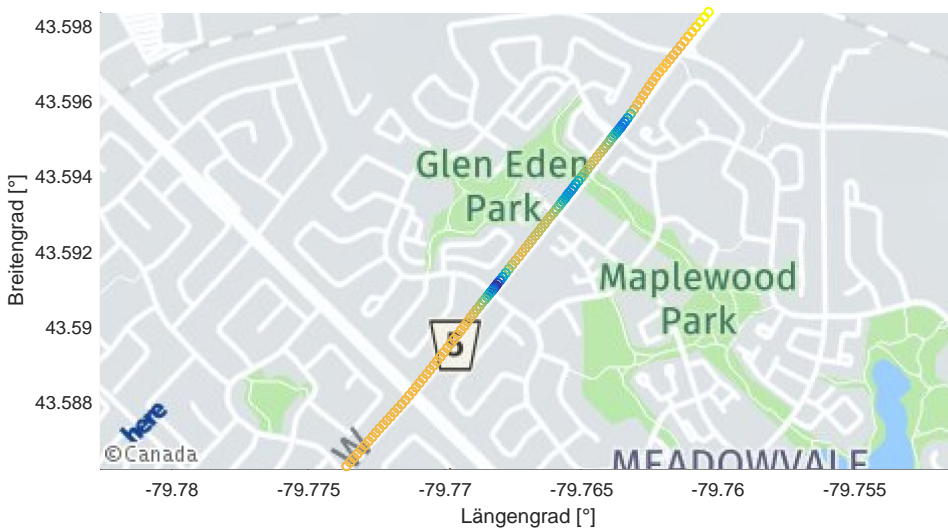 43.598
43.596
43.594
43.592
43.59
43.588
Breitengrad [°]
Glen Eden
Park
Maplewood
Park
5
W
here
©Canada
MEADOWVALE
-79.78
-79.775
-79.77
-79.765
-79.76
-79.755
Längengrad [°]